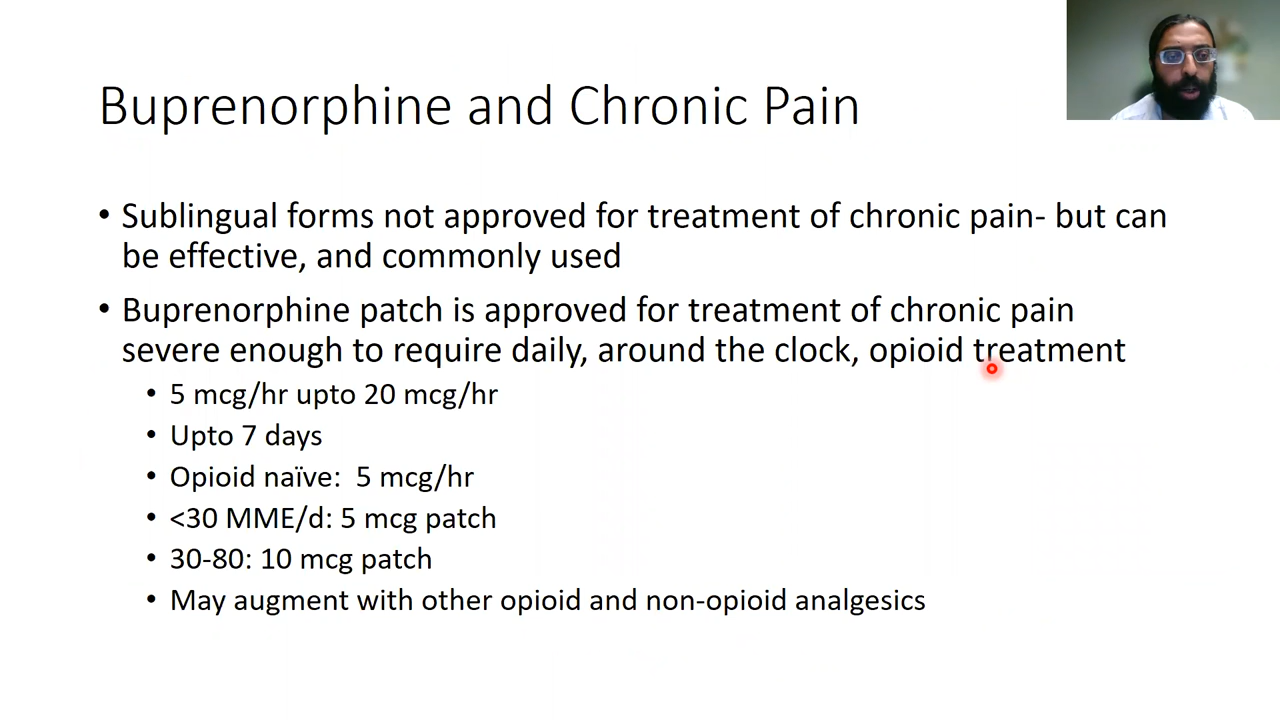 Buprenorphine and Chronic Pain
• Sublingual forms not approved for treatment of chronic pain- but can
be effective, and commonly used
• Buprenorphine patch is approved for treatment of chronic pain
severe enough to require daily, around the clock, opioid treatment
• 5 mcg/hr upto 20 mcg/hr
• Upto 7 days
• Opioid naïve:  5 mcg/hr
• <30 MME/d: 5 mcg patch
• 30-80: 10 mcg patch
• May augment with other opioid and non-opioid analgesics